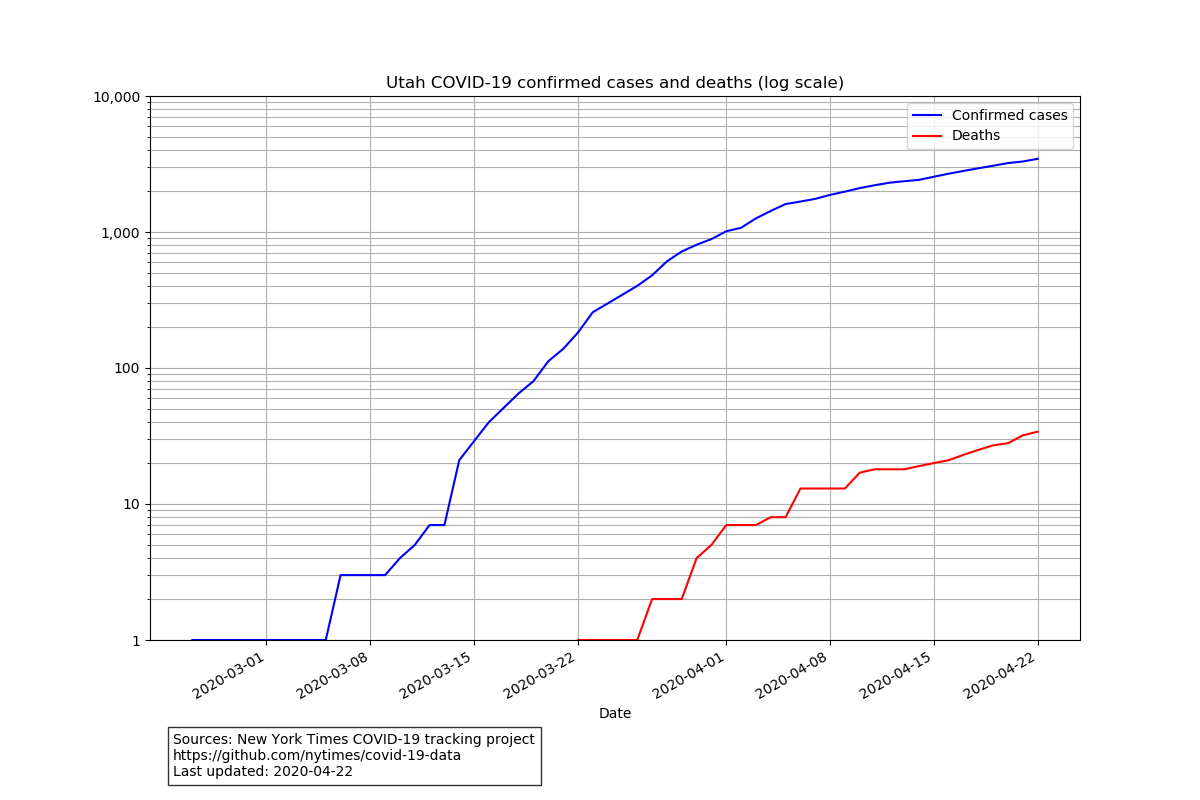 Utah COVID-19 confirmed cases and deaths (log scale)
10,000
1,000
100
10
1
Confirmed cases
Deaths
2020-03-01
2020-03-08
2020-03-15
2020-03-22
2020-04-01
2020-04-08
2020-04-15
2020-04-22
Date
Sources: New York Times COVID-19 tracking project
https://github.com/nytimes/covid-19-data
Last updated: 2020-04-22